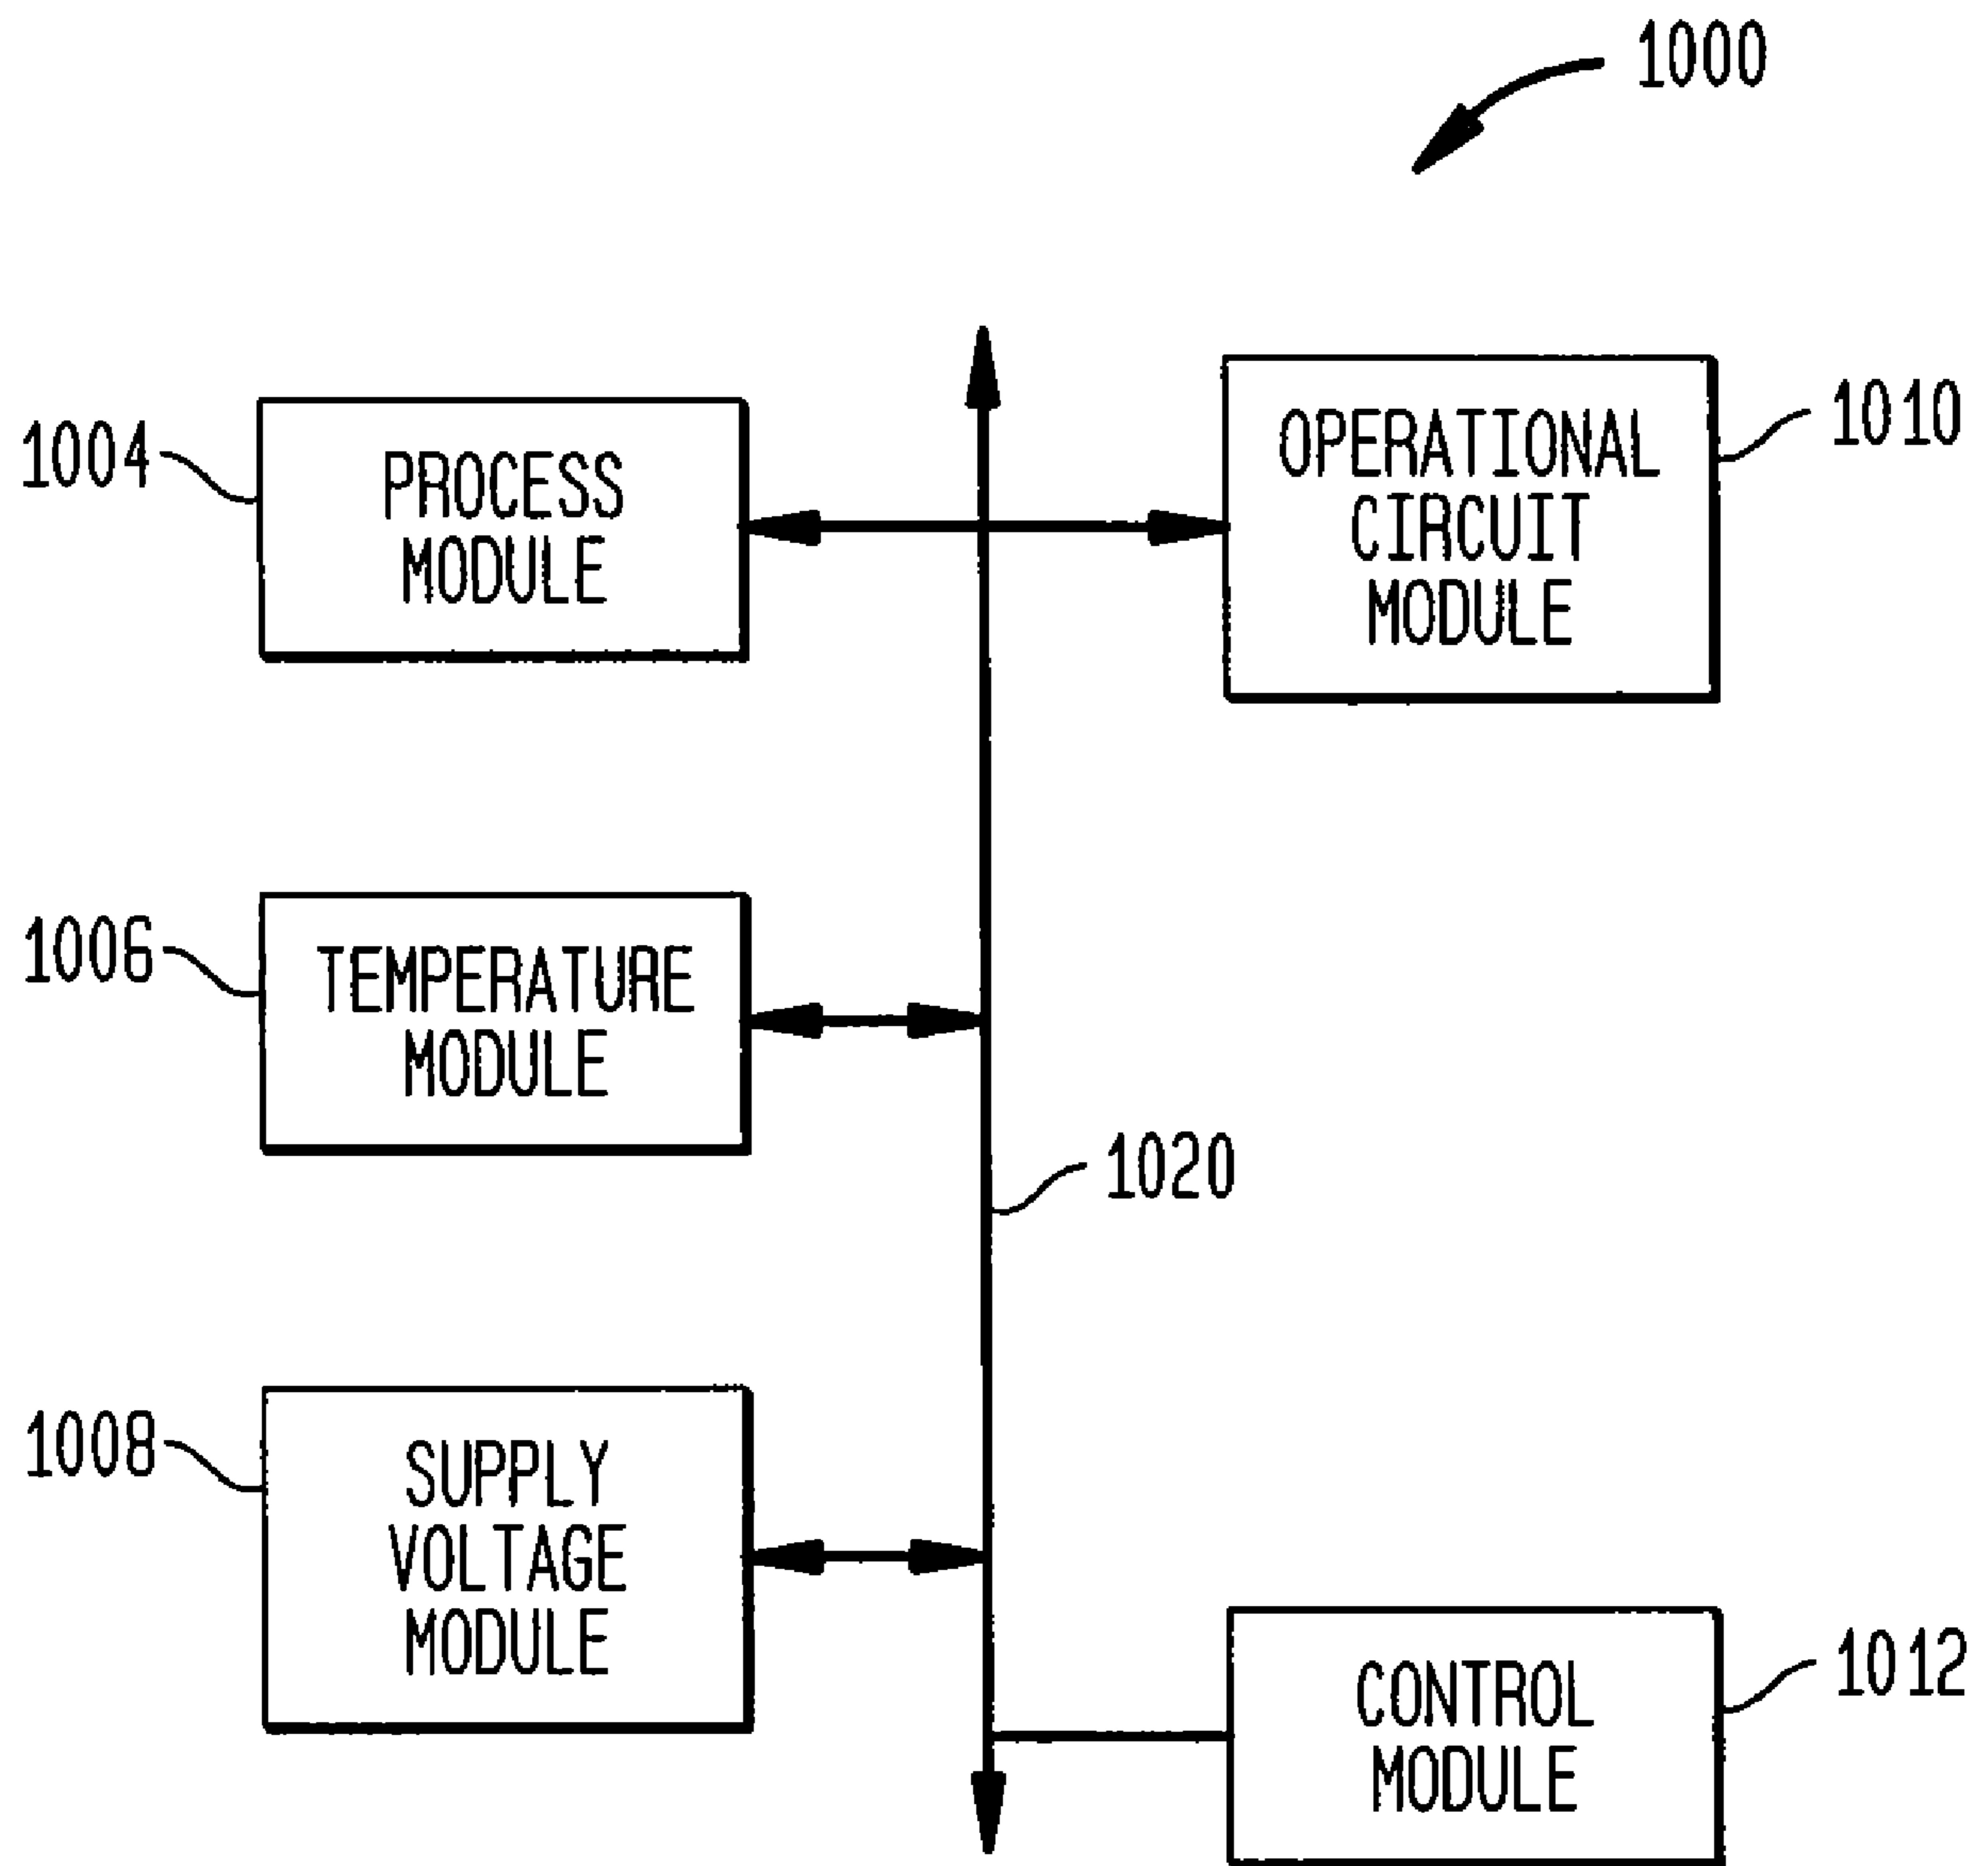 1000
1004
PROCESS
MODULE
OPERATIONAL
CIRCUIT
MODULE
1010
1006
TEMPERATURE
MODULE
1020
1008
SUPPLY
VOLTAGE
MODULE
CONTROL
MODULE
1012